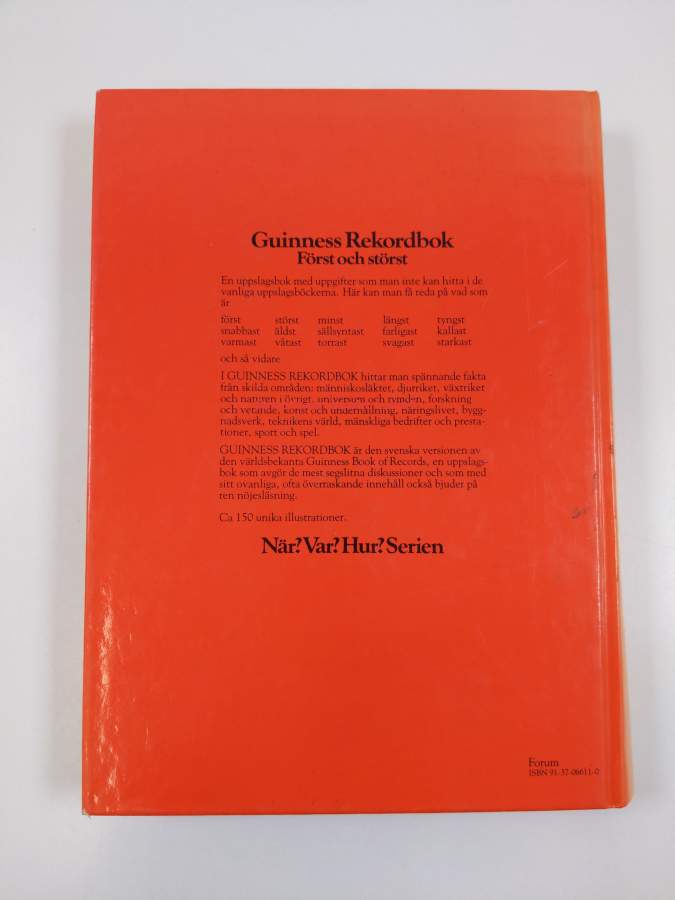 Guinness Rekordbok
Först och störst
En uppslagsbok med uppgifter som man inte kan hitta i de
vanliga uppslagsböckerna. Här kan man få reda på vad som
är
först störst minst längst tyngst
snabbast äldst sällsyntast farligast kallast
varmast våtast torrast svagast starkast
och så vidare
I GUINNESS REKORDBOK hittar man spännande fakta
från skilda områden: människosläktet, djurriket, växtriket
och naturen i övrigt, universum och rymden, forskning
och vetande, konst och underhållning, näringslivet, bygg-
nadsverk, teknikens värld, mänskliga bedrifter och presta-
tioner, sport och spel.
GUINNESS REKORDBOK är den svenska versionen av
den världsbekanta Guinness Book of Records, en uppslags-
bok som avgör de mest segslitna diskussioner och som med
sitt ovanliga, ofta överraskande innehåll också bjuder på
ren nöjesläsning.
Ca 150 unika illustrationer.
När? Var? Hur? Serien
Forum
ISBN 91-37-06611-0